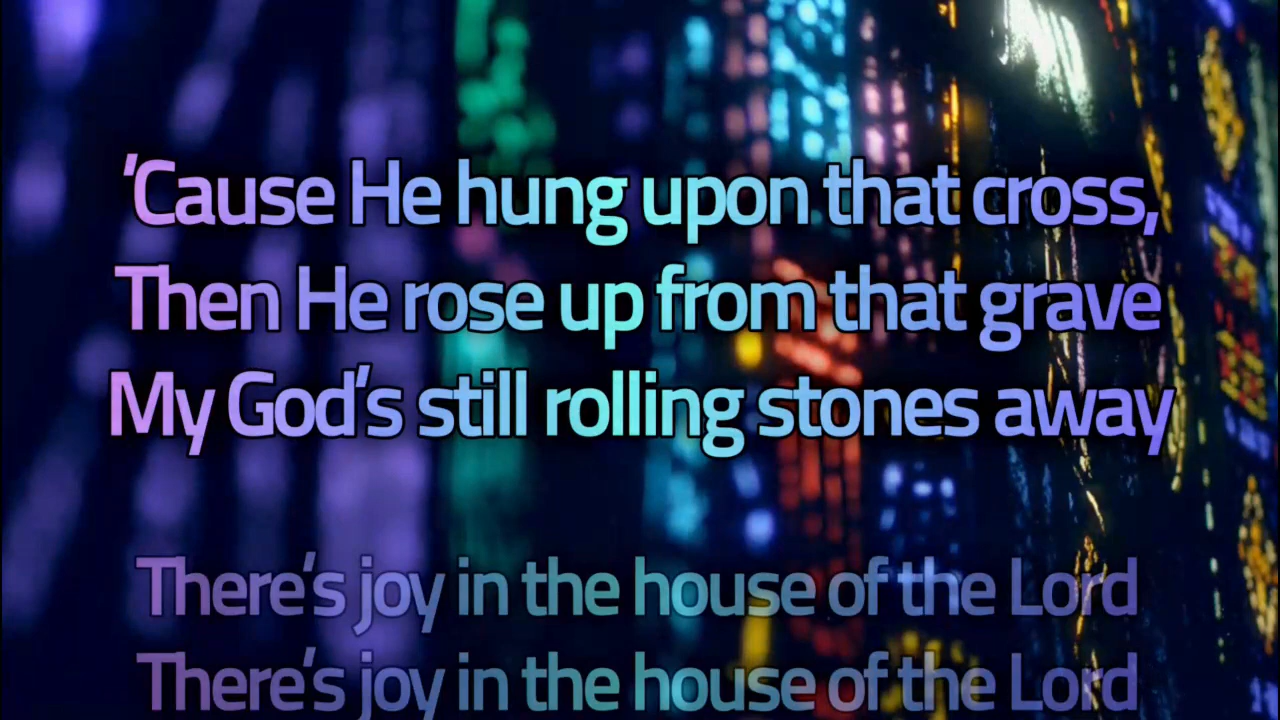 'Cause He hung upon that cross,
Then He rose up from that grave
My God's still rolling stones away
There's joy in the house of the Lord
There's joy in the house of the Lord